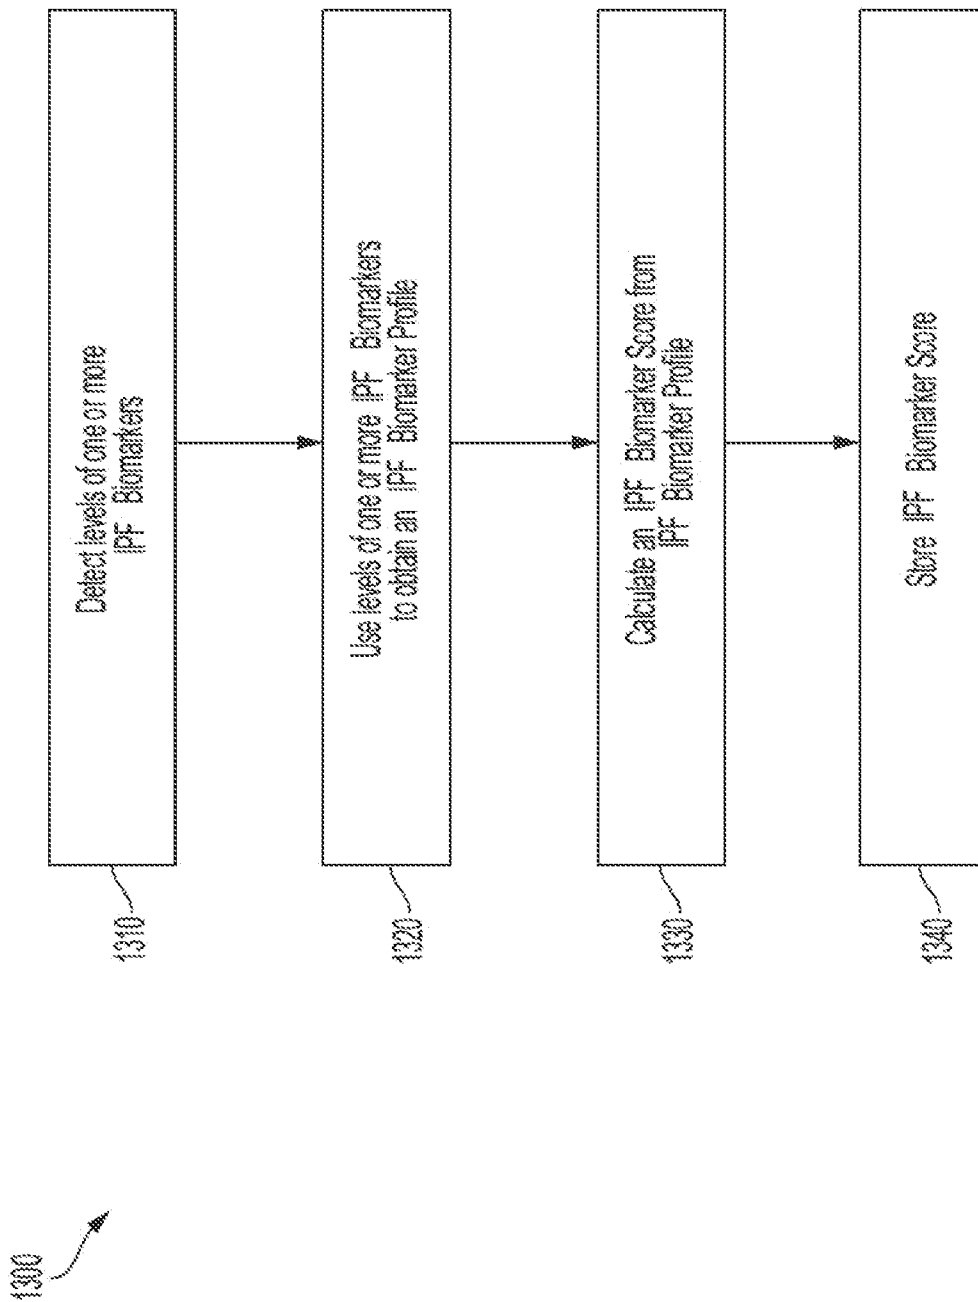 1300
1310
Detect levels of one or more
IPF Biomarkers
1320
Use levels of one or more IPF Biomarkers
to obtain an IPF Biomarker Profile
1330
Calculate an IPF Biomarker Score from
IPF Biomarker Profile
1340
Store IPF Biomarker Score